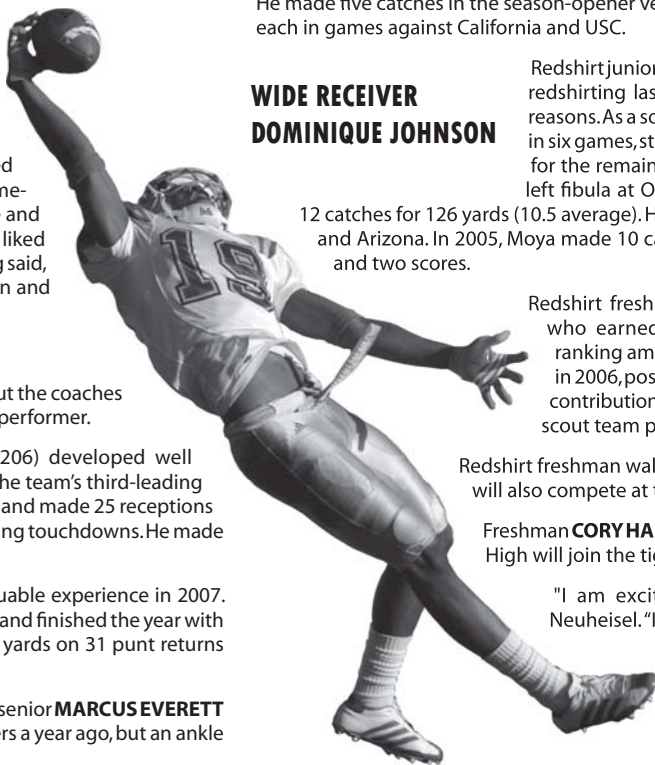 ed
me-
and
liked
g said,
n and
ut the coaches
performer.
206) developed well
he team's third-leading
and made 25 receptions
ng touchdowns. He made
uable experience in 2007.
and finished the year with
yards on 31 punt returns
senior MARCUS EVERETT
rs a year ago, but an ankle
He made five catches in the season-opener ve
each in games against California and USC.
WIDE RECEIVER
DOMINIQUE JOHNSON
19
Redshirt junior
redshirting las
reasons. As a so
in six games, st
for the remain
left fibula at O
12 catches for 126 yards (10.5 average). H
and Arizona. In 2005, Moya made 10 ca
and two scores.
Redshirt fresh
who earned
ranking am
in 2006, pos
contribution
scout team p
Redshirt freshman wal
will also compete at t
Freshman CORY HA
High will join the tig
"I am excit
Neuheisel. "I